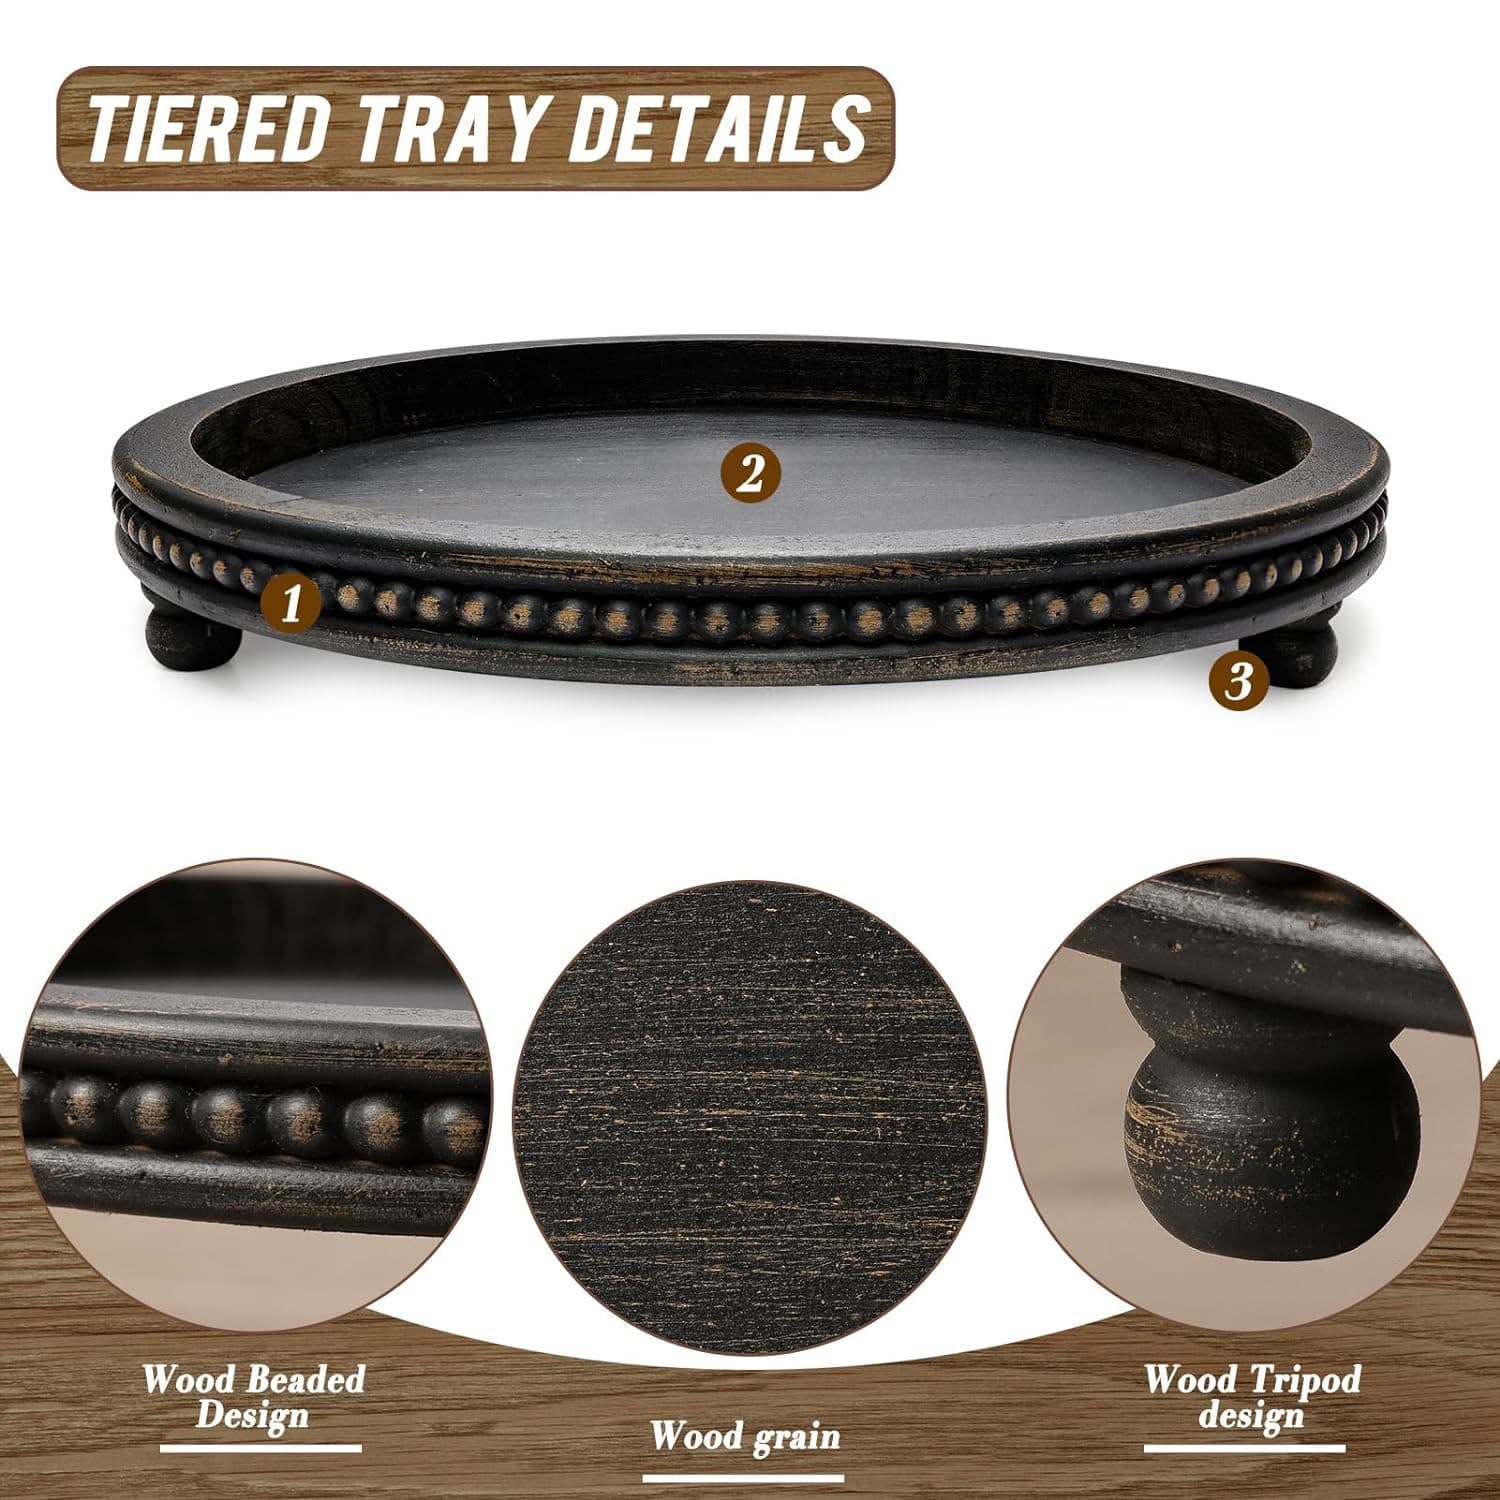 TIERED TRAY DETAILS
2
1
3
Wood Beaded
Design
Wood grain
Wood Tripod
design